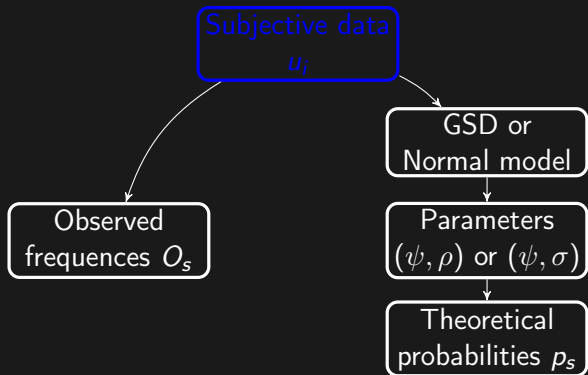 Subjective data
u_i
GSD or
Normal model
Observed
frequences O_s
Parameters
(ψ, ρ) or (ψ, σ)
Theoretical
probabilities p_s